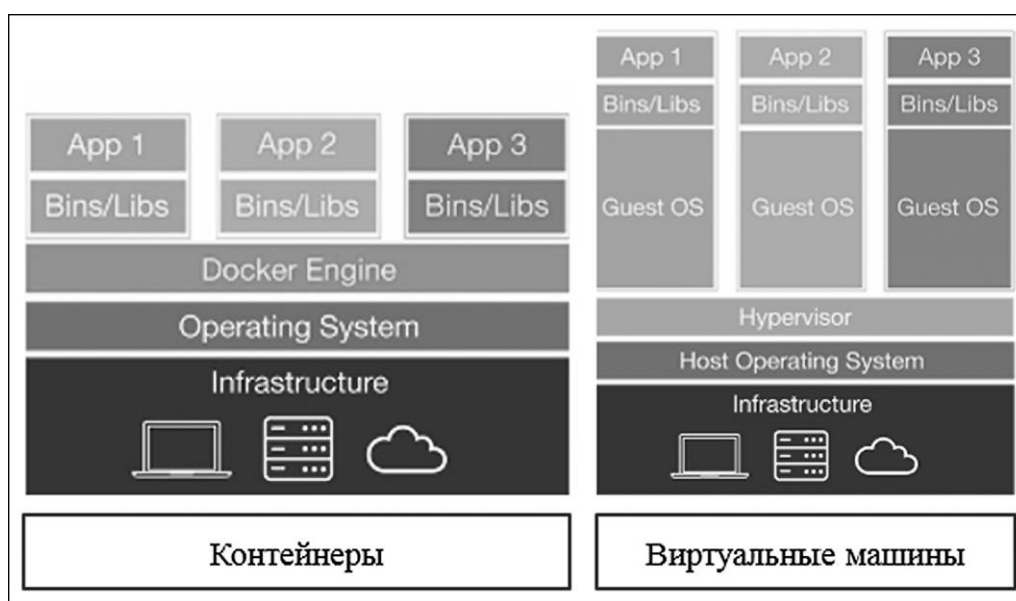 App 1 App 2 App 3
Bins/Libs Bins/Libs Bins/Libs
Docker Engine
Operating System
Infrastructure
Контейнеры
App 1 App 2 App 3
Bins/Libs Bins/Libs Bins/Libs
Guest OS Guest OS Guest OS
Hypervisor
Host Operating System
Infrastructure
Виртуальные машины